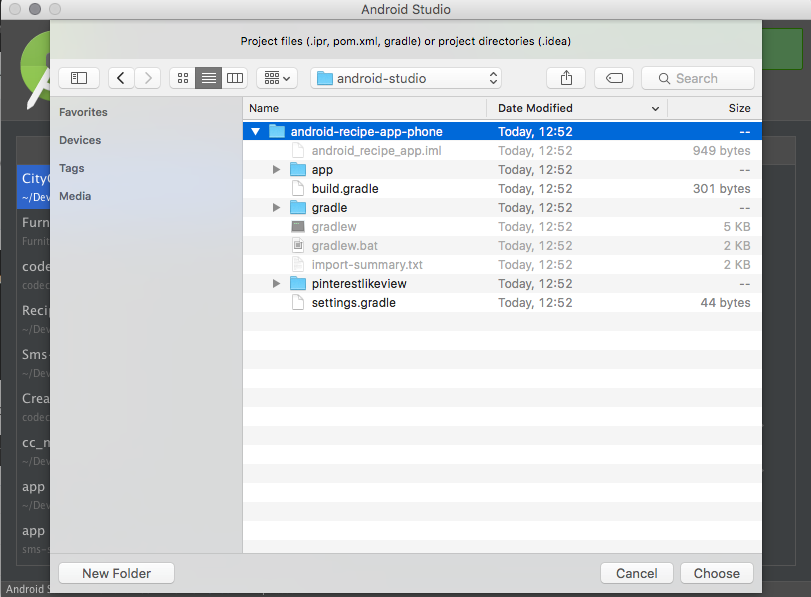 Android Studio
Project files (.ipr, pom.xml, gradle) or project directories (.idea)
android-studio
Search
Favorites
Devices
Tags
Media
Name Date Modified Size
android-recipe-app-phone Today, 12:52 --
android_recipe_app.iml Today, 12:52 949 bytes
app Today, 12:52 --
build.gradle Today, 12:52 301 bytes
gradle Today, 12:52 --
gradlew Today, 12:52 5 KB
gradlew.bat Today, 12:52 2 KB
import-summary.txt Today, 12:52 2 KB
pinterestlikeview Today, 12:52 --
settings.gradle Today, 12:52 44 bytes
City
~/Dev
Furn
Furnit
code
codec
Recip
~/Dev
Sms-
~/Dev
Crea
codec
cc_n
~/Dev
app
~/Dev
app
sms-s
New Folder
Cancel
Choose
Android S